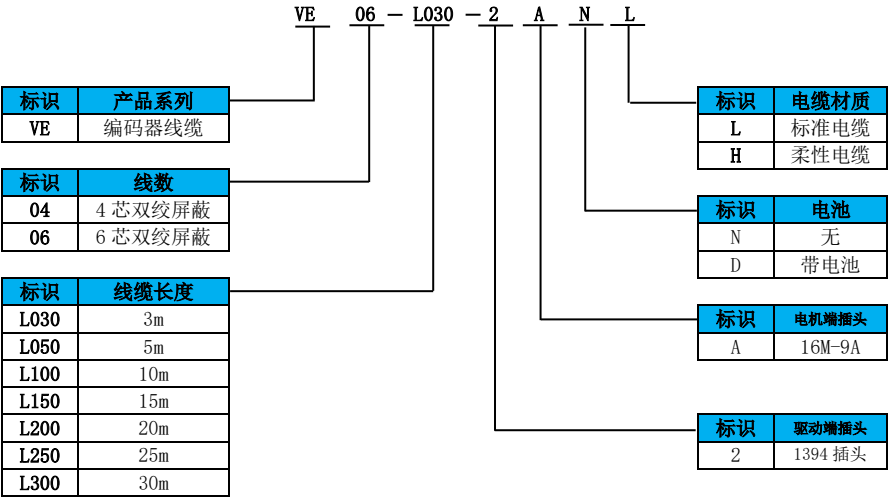 VE 06 - L030 - 2 A N L
标识 产品系列
VE 编码器线缆
标识 线数
04 4芯双绞屏蔽
06 6芯双绞屏蔽
标识 线缆长度
L030 3m
L050 5m
L100 10m
L150 15m
L200 20m
L250 25m
L300 30m
标识 电缆材质
L 标准电缆
H 柔性电缆
标识 电池
N 无
D 带电池
标识 电机端插头
A 16M-9A
标识 驱动端插头
2 1394插头